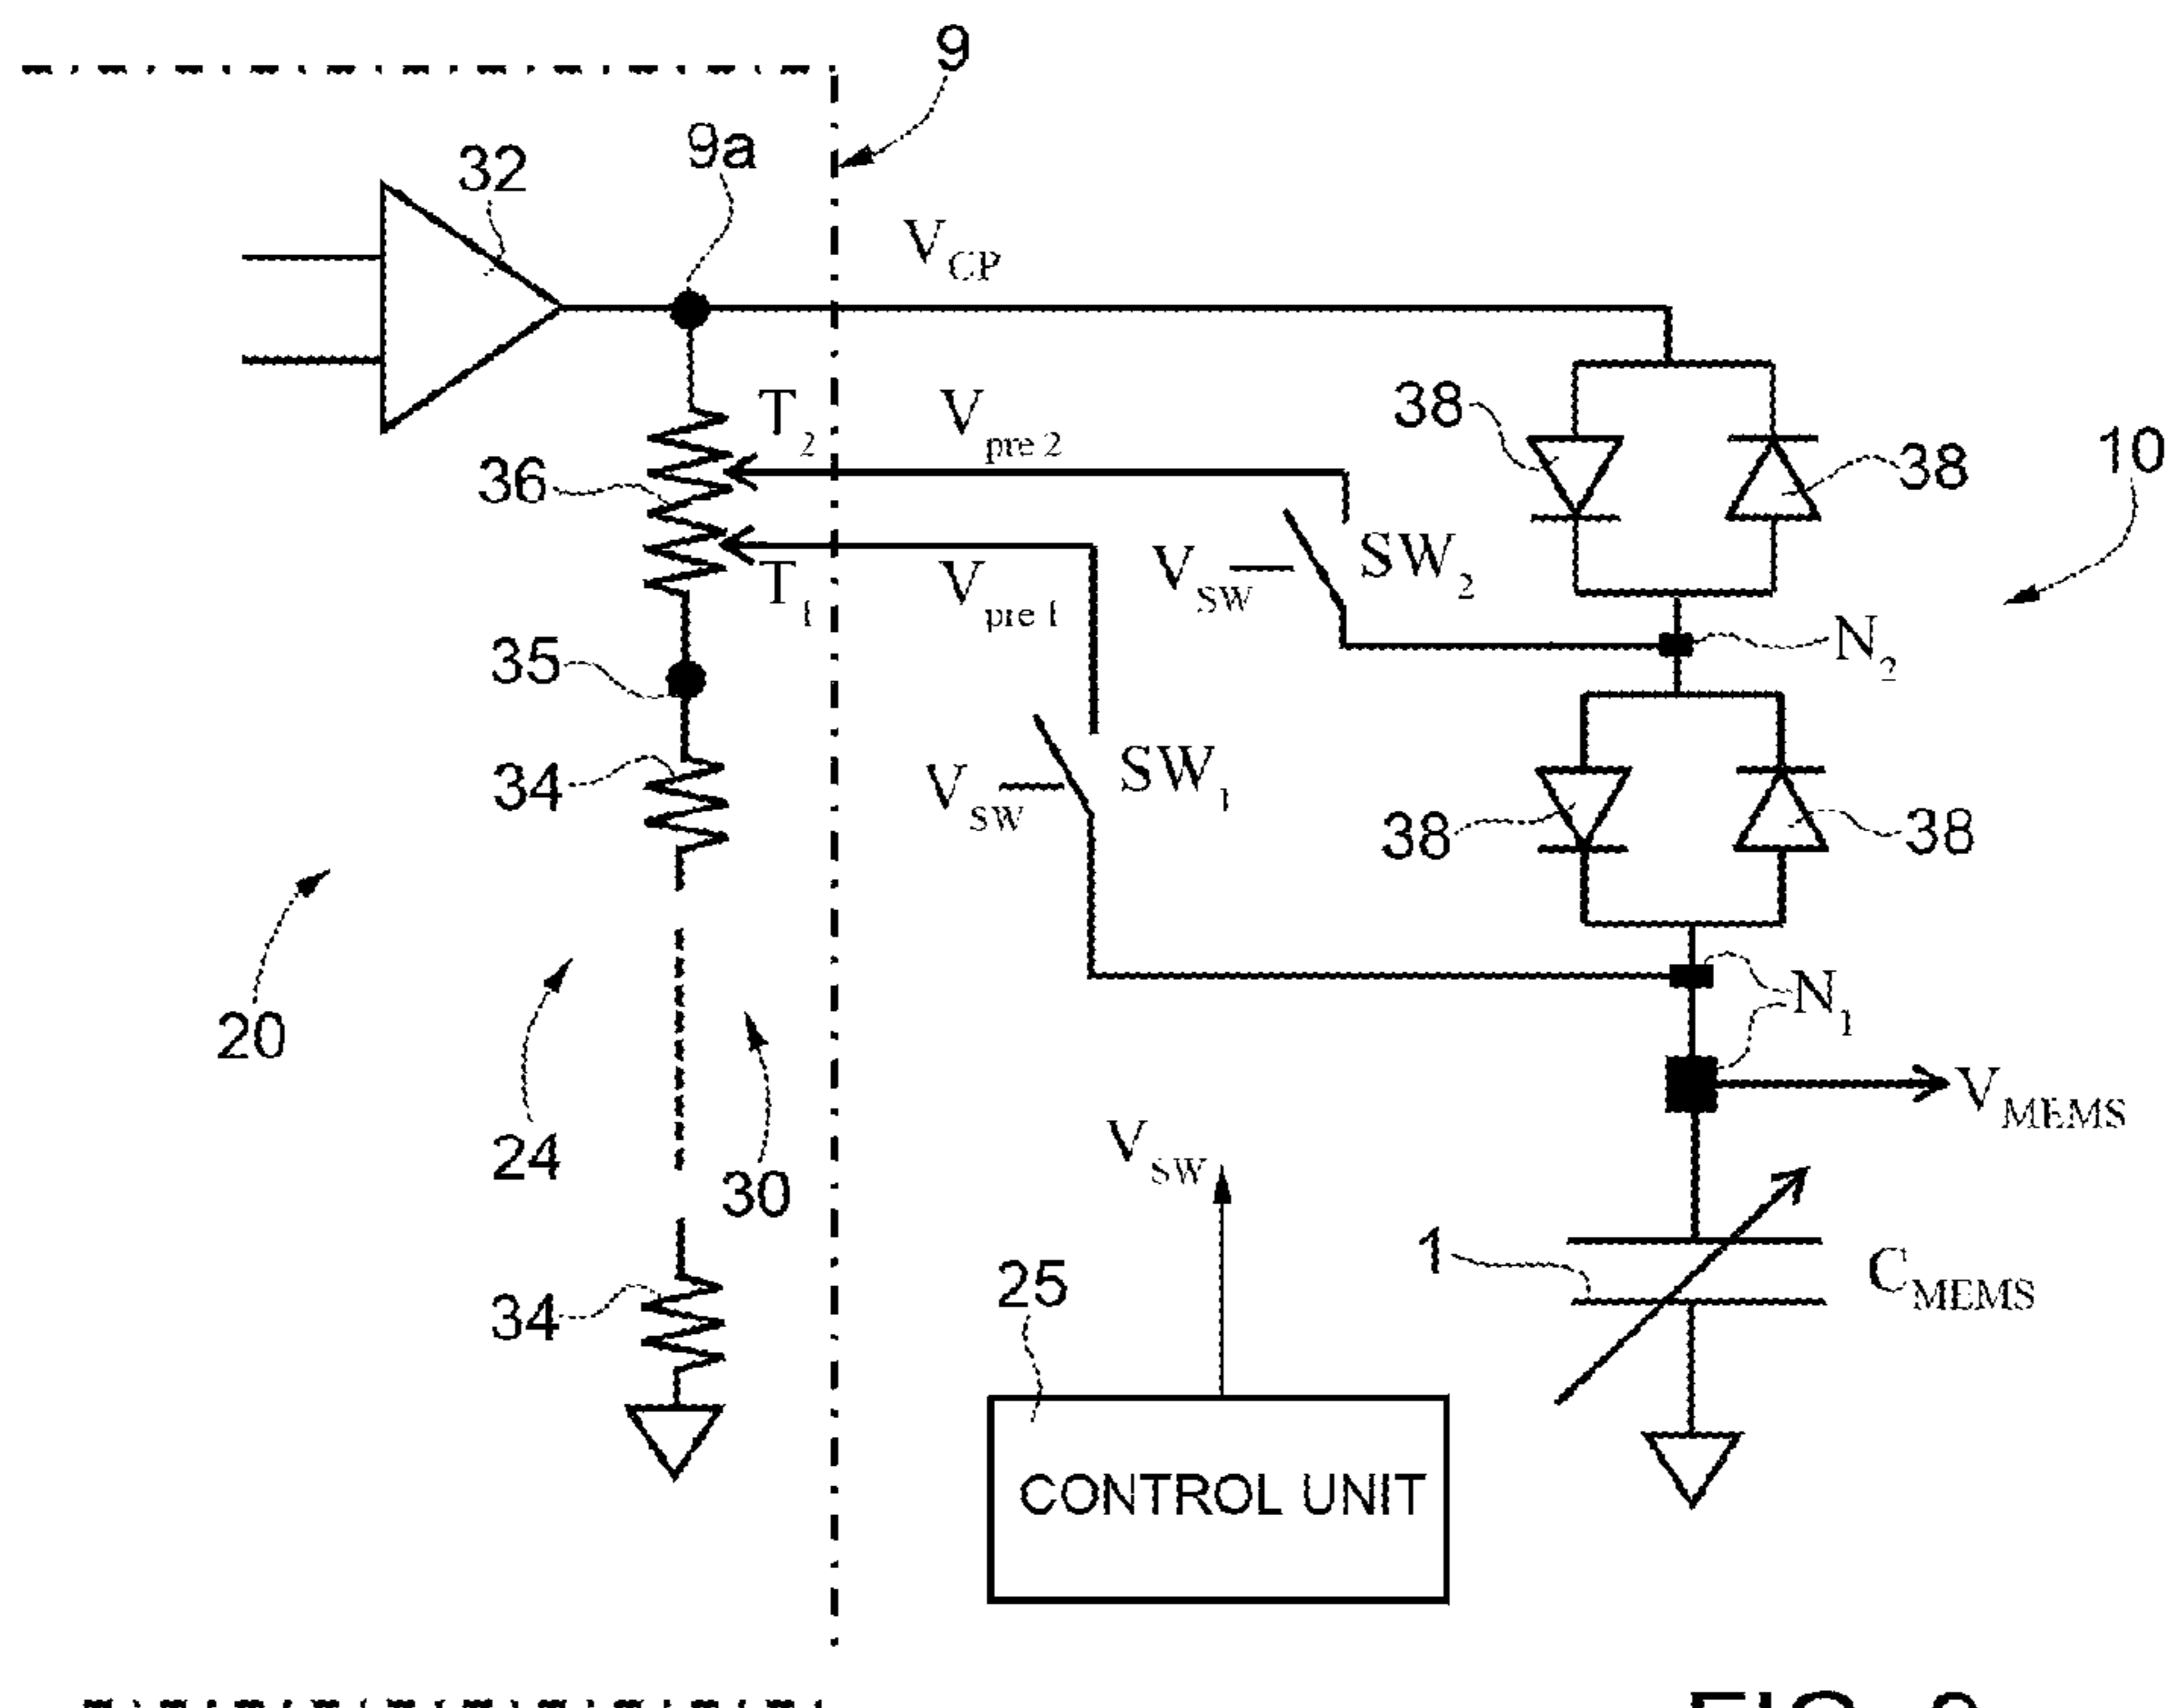 9
32
9a
V_CP
T_2
V_pre 2
38
38
10
36
V_SW
SW_2
T_1
V_pre 1
N_2
35
34
V_SW
SW_1
38
38
20
24
30
N_1
V_MEMS
V_SW
1
C_MEMS
25
34
CONTROL UNIT